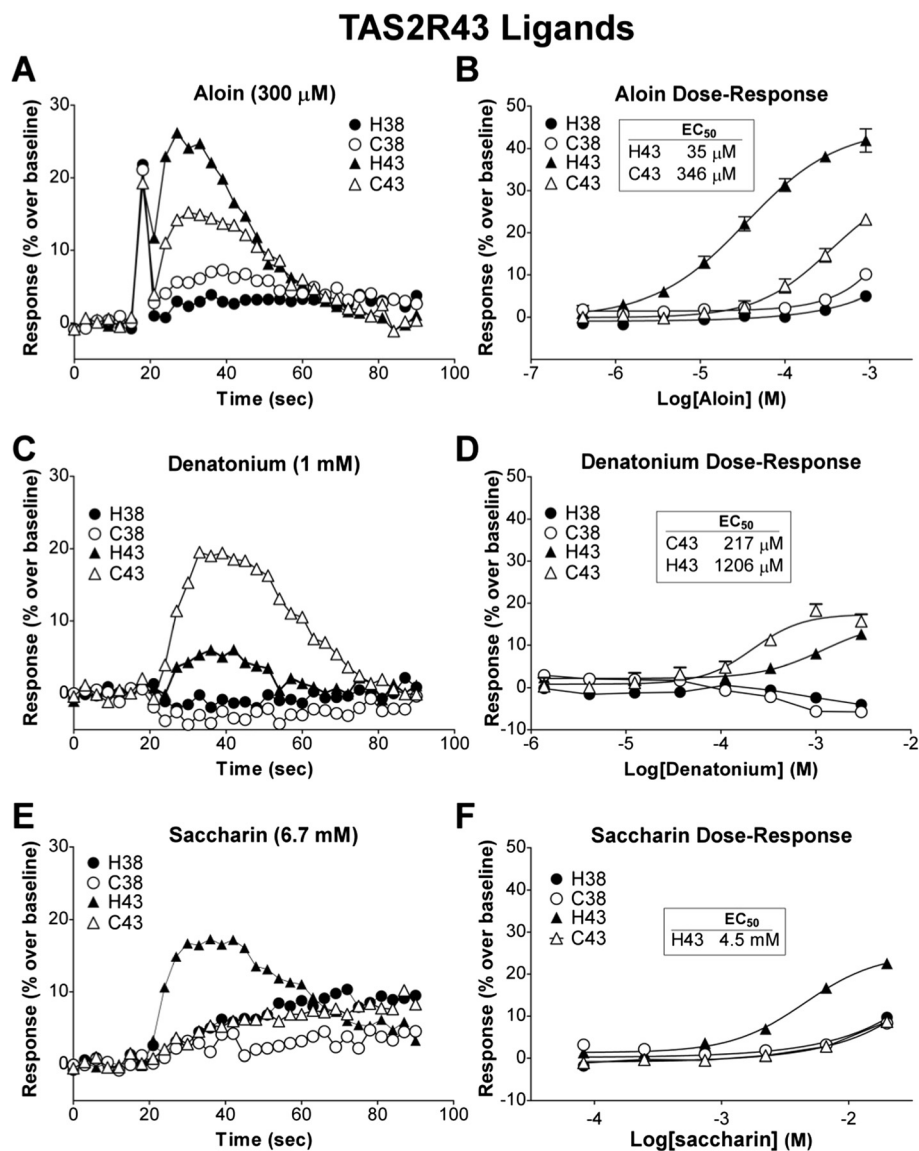 TAS2R43 Ligands
A
Aloin (300 μM)
Response (% over baseline)
30
20
10
0
H38
C38
H43
C43
0 20 40 60 80 100
Time (sec)
B
Aloin Dose-Response
Response (% over baseline)
50
40
30
20
10
0
H38
C38
H43
C43
EC50
H43 35 μM
C43 346 μM
-7 -6 -5 -4 -3
Log[Aloin] (M)
C
Denatonium (1 mM)
Response (% over baseline)
30
20
10
0
H38
C38
H43
C43
0 20 40 60 80 100
Time (sec)
D
Denatonium Dose-Response
Response (% over baseline)
50
40
30
20
10
0
-10
H38
C38
H43
C43
EC50
C43 217 μM
H43 1206 μM
-6 -5 -4 -3 -2
Log[Denatonium] (M)
E
Saccharin (6.7 mM)
Response (% over baseline)
30
20
10
0
H38
C38
H43
C43
0 20 40 60 80 100
Time (sec)
F
Saccharin Dose-Response
Response (% over baseline)
50
40
30
20
10
0
-10
H38
C38
H43
C43
EC50
H43 4.5 mM
-4 -3 -2
Log[saccharin] (M)